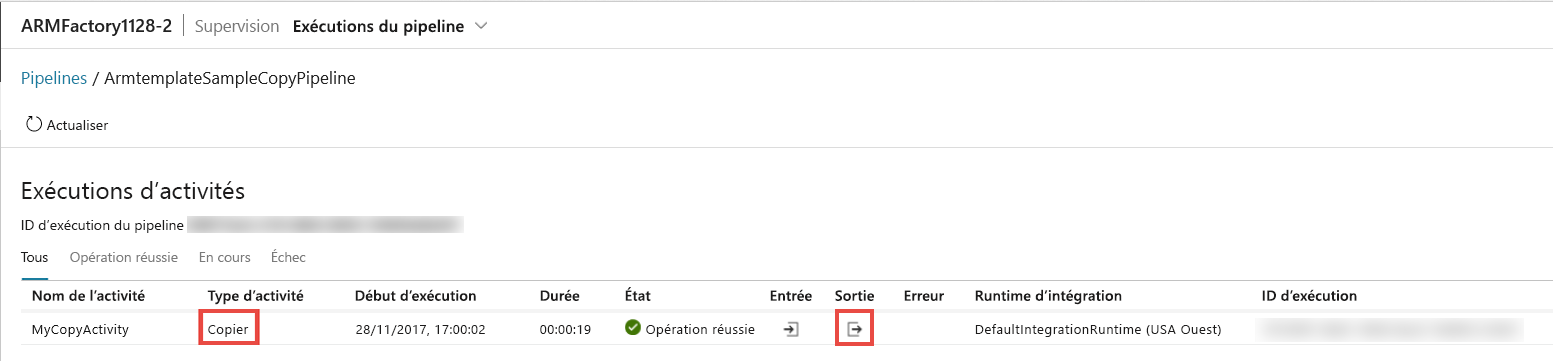 ARMFactory1128-2 Supervision Exécutions du pipeline
Pipelines / ArmtemplateSampleCopyPipeline
Actualiser
Exécutions d’activités
ID d’exécution du pipeline
Tous Opération réussie En cours Échec
Nom de l’activité Type d’activité Début d’exécution Durée État Entrée Sortie Erreur Runtime d’intégration ID d’exécution
MyCopyActivity Copier 28/11/2017, 17:00:02 00:00:19 Opération réussie DefaultIntegrationRuntime (USA Ouest)